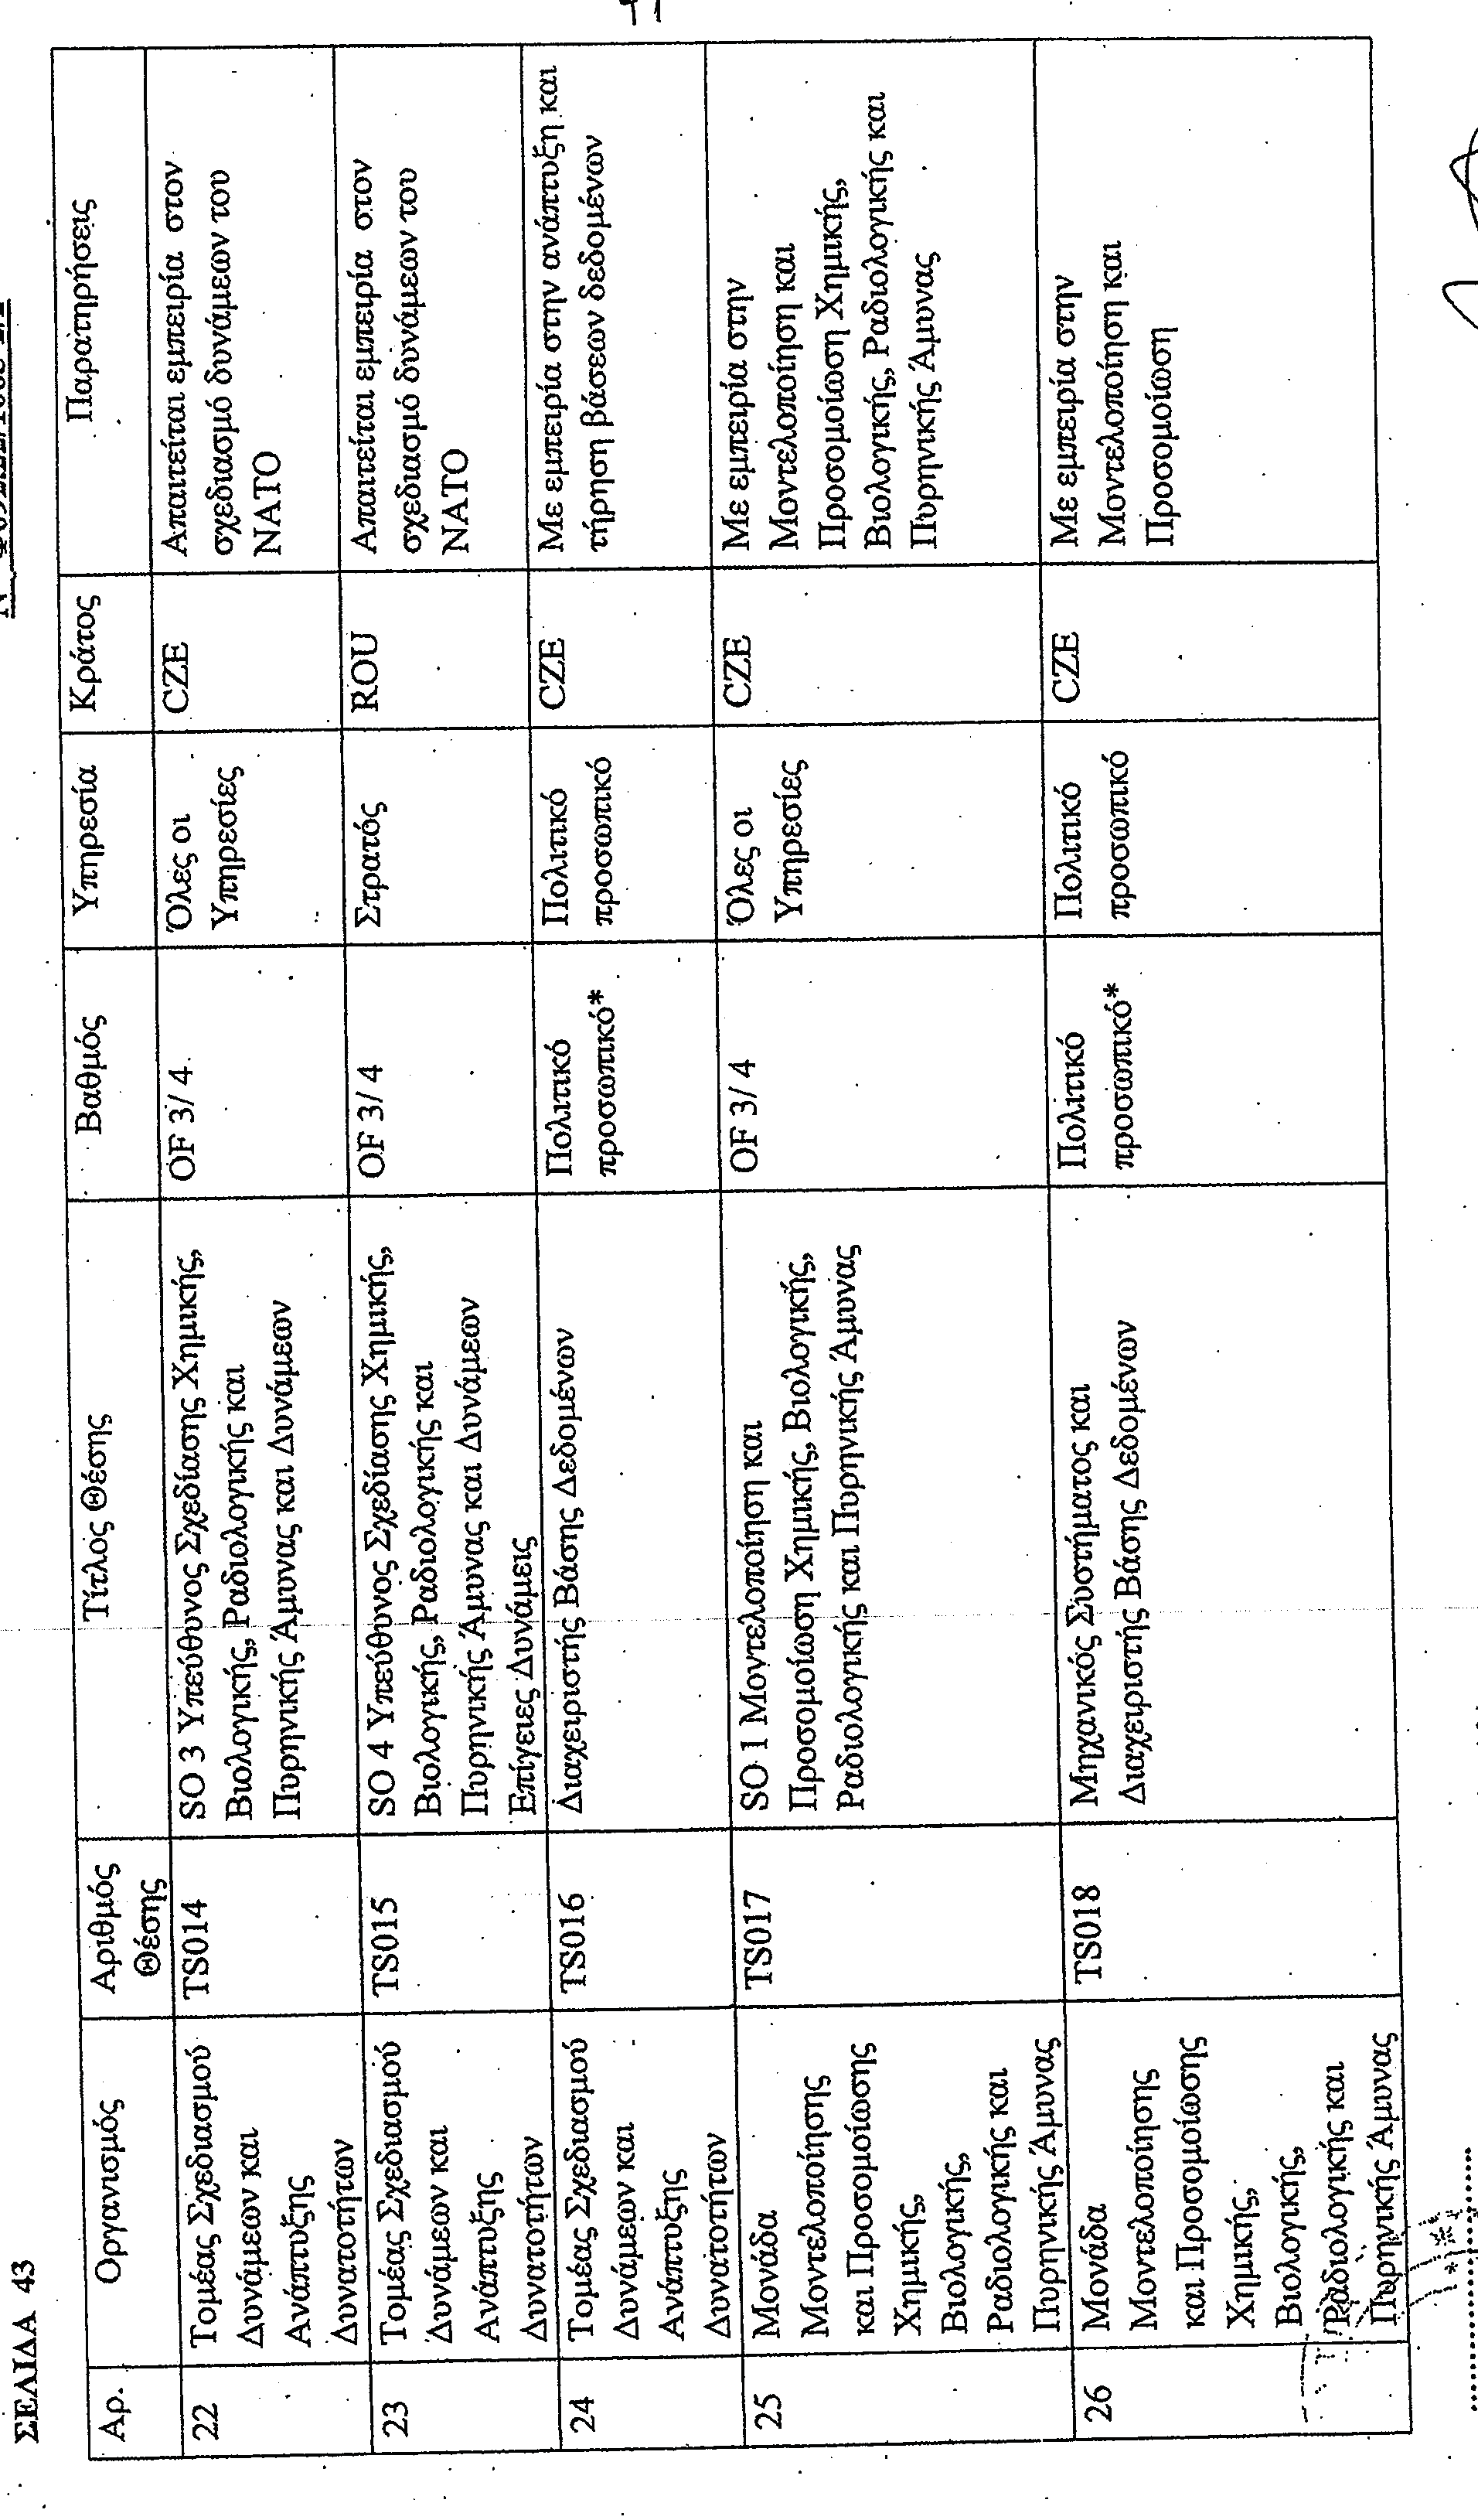 ΣΕΛΙΔΑ 43
Αρ. Οργανισμός Αριθμός Θέσης Τίτλος Θέσης Βαθμός Υπηρεσία Κράτος Παρατηρήσεις
22 Τομέας Σχεδιασμού TS014 SO 3 Υπεύθυνος Σχεδίασης Χημικής, OF 3/ 4 Όλες οι CZE Απαιτείται εμπειρία στον
Δυνάμεων και Βιολογικής, Ραδιολογικής και Υπηρεσίες σχεδιασμό δυνάμεων του
Ανάπτυξης Πυρηνικής Άμυνας και Δυνάμεων ΝΑΤΟ
Δυνατοτήτων
23 Τομέας Σχεδιασμού TS015 SO 4 Υπεύθυνος Σχεδίασης Χημικής, OF 3/ 4 Στρατός ROU Απαιτείται εμπειρία στον
Δυνάμεων και Βιολογικής, Ραδιολογικής και σχεδιασμό δυνάμεων του
Ανάπτυξης Πυρηνικής Άμυνας και Δυνάμεων ΝΑΤΟ
Δυνατοτήτων Επίγειες Δυνάμεις
24 Τομέας Σχεδιασμού TS016 Διαχειριστής Βάσης Δεδομένων Πολιτικό Πολιτικό CZE Με εμπειρία στην ανάπτυξη και
Δυνάμεων και προσωπικό* προσωπικό τήρηση βάσεων δεδομένων
Ανάπτυξης
Δυνατοτήτων
25 Μονάδα TS017 SO 1 Μοντελοποίηση και OF 3/ 4 Όλες οι CZE Με εμπειρία στην
Μοντελοποίησης Προσομοίωση Χημικής, Βιολογικής, Υπηρεσίες Μοντελοποίηση και
και Προσομοίωσης Ραδιολογικής και Πυρηνικής Άμυνας Προσομοίωση Χημικής,
Χημικής, Βιολογικής, Ραδιολογικής και
Βιολογικής, Πυρηνικής Άμυνας
Ραδιολογικής και
Πυρηνικής Άμυνας
26 Μονάδα TS018 Μηχανικός Συστήματος και Πολιτικό Πολιτικό CZE Με εμπειρία στην
Μοντελοποίησης Διαχειριστής Βάσης Δεδομένων προσωπικό* προσωπικό Μοντελοποίηση και
και Προσομοίωσης Προσομοίωση
Χημικής,
Βιολογικής,
Ραδιολογικής και
Πυρηνικής Άμυνας